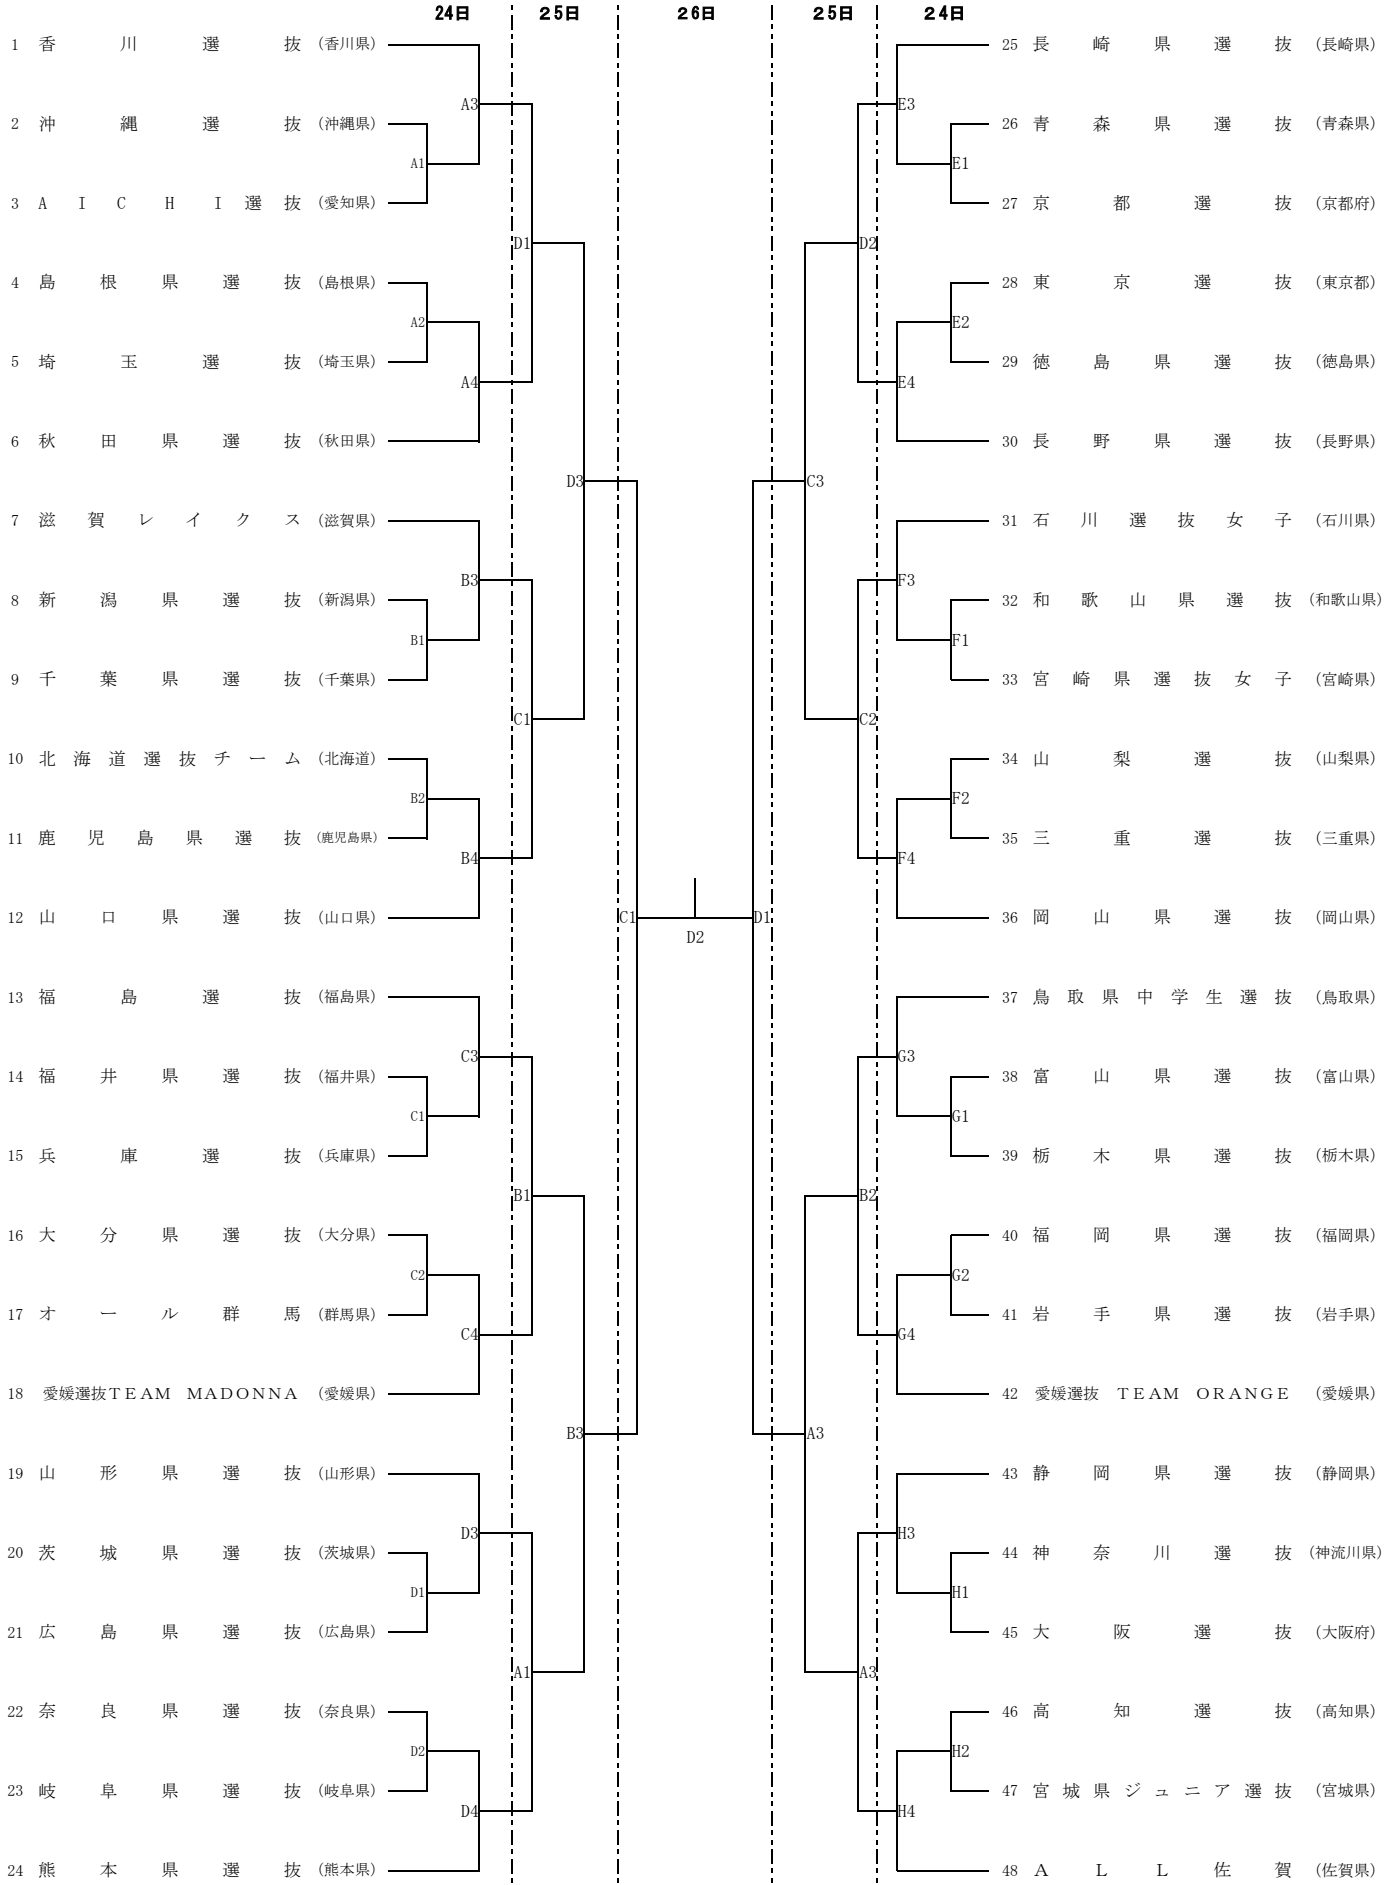 24日 25日 26日 25日 24日
1 香川選抜 (香川県)
A3
2 沖縄選抜 (沖縄県)
A1
3 AICHI選抜 (愛知県)
D1
4 島根県選抜 (島根県)
A2
5 埼玉選抜 (埼玉県)
A4
6 秋田県選抜 (秋田県)
D3
7 滋賀レイクス (滋賀県)
B3
8 新潟県選抜 (新潟県)
B1
9 千葉県選抜 (千葉県)
C1
10 北海道選抜チーム (北海道)
B2
11 鹿児島県選抜 (鹿児島県)
B4
12 山口県選抜 (山口県)
13 福島選抜 (福島県)
C3
14 福井県選抜 (福井県)
C1
15 兵庫選抜 (兵庫県)
B1
16 大分県選抜 (大分県)
C2
17 オール群馬 (群馬県)
C4
18 愛媛選抜TEAM MADONNA (愛媛県)
B3
19 山形県選抜 (山形県)
D3
20 茨城県選抜 (茨城県)
D1
21 広島県選抜 (広島県)
A1
22 奈良県選抜 (奈良県)
D2
23 岐阜県選抜 (岐阜県)
D4
24 熊本県選抜 (熊本県)
C1
D2
D1
25 長崎県選抜 (長崎県)
E3
26 青森県選抜 (青森県)
E1
27 京都選抜 (京都府)
D2
28 東京選抜 (東京都)
E2
29 徳島県選抜 (徳島県)
E4
30 長野県選抜 (長野県)
C3
31 石川選抜女子 (石川県)
F3
32 和歌山県選抜 (和歌山県)
F1
33 宮崎県選抜女子 (宮崎県)
C2
34 山梨選抜 (山梨県)
F2
35 三重選抜 (三重県)
F4
36 岡山県選抜 (岡山県)
37 鳥取県中学生選抜 (鳥取県)
G3
38 富山県選抜 (富山県)
G1
39 栃木県選抜 (栃木県)
B2
40 福岡県選抜 (福岡県)
G2
41 岩手県選抜 (岩手県)
G4
42 愛媛選抜 TEAM ORANGE (愛媛県)
A3
43 静岡県選抜 (静岡県)
H3
44 神奈川選抜 (神流川県)
H1
45 大阪選抜 (大阪府)
A3
46 高知選抜 (高知県)
H2
47 宮城県ジュニア選抜 (宮城県)
H4
48 ALL佐賀 (佐賀県)